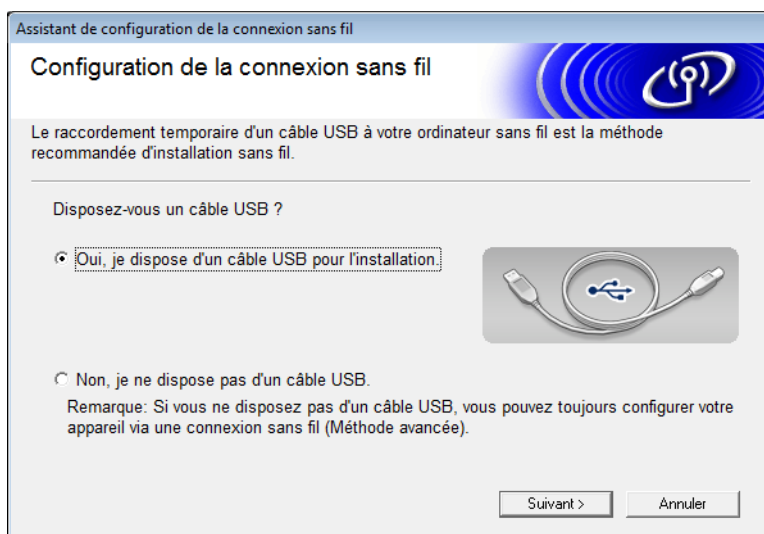 Assistant de configuration de la connexion sans fil
Configuration de la connexion sans fil
Le raccordement temporaire d'un câble USB à votre ordinateur sans fil est la méthode
recommandée d'installation sans fil.
Disposez-vous un câble USB ?
Oui, je dispose d'un câble USB pour l'installation.
Non, je ne dispose pas d'un câble USB.
Remarque: Si vous ne disposez pas d'un câble USB, vous pouvez toujours configurer votre
appareil via une connexion sans fil (Méthode avancée).
Suivant > Annuler